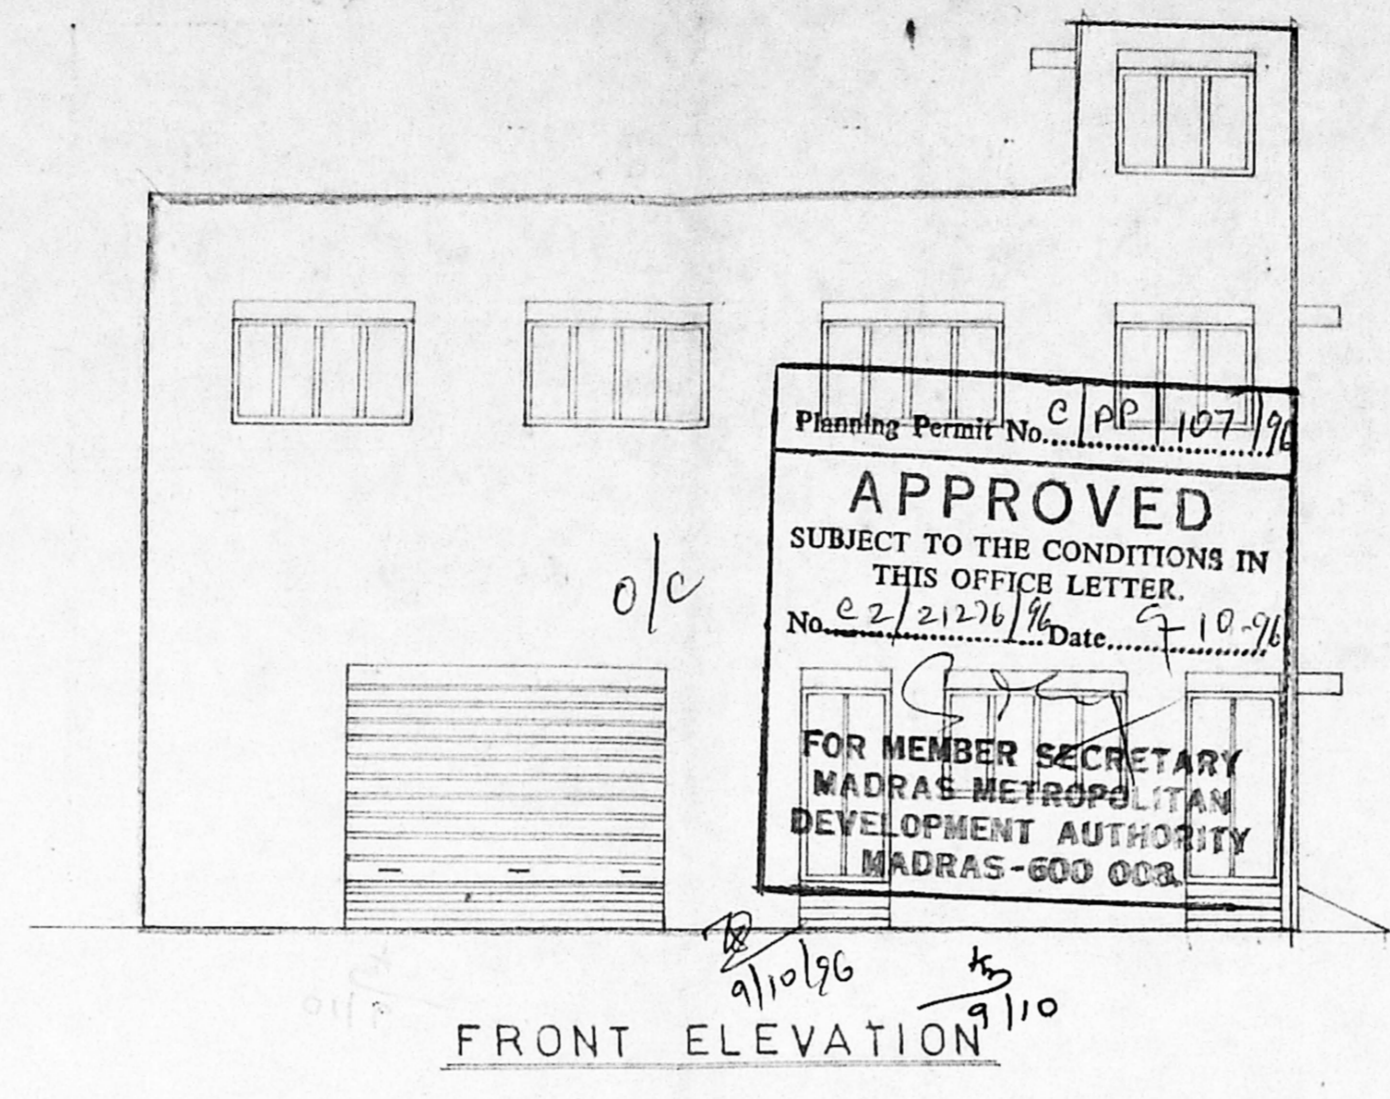 Planning Permit No. C/PP/107/96
APPROVED
SUBJECT TO THE CONDITIONS IN
THIS OFFICE LETTER.
No. C2/21276/96 Date. 9-10-96
O/C
FOR MEMBER SECRETARY
MADRAS METROPOLITAN
DEVELOPMENT AUTHORITY
MADRAS-600 008.
9/10/96
9/10
FRONT ELEVATION